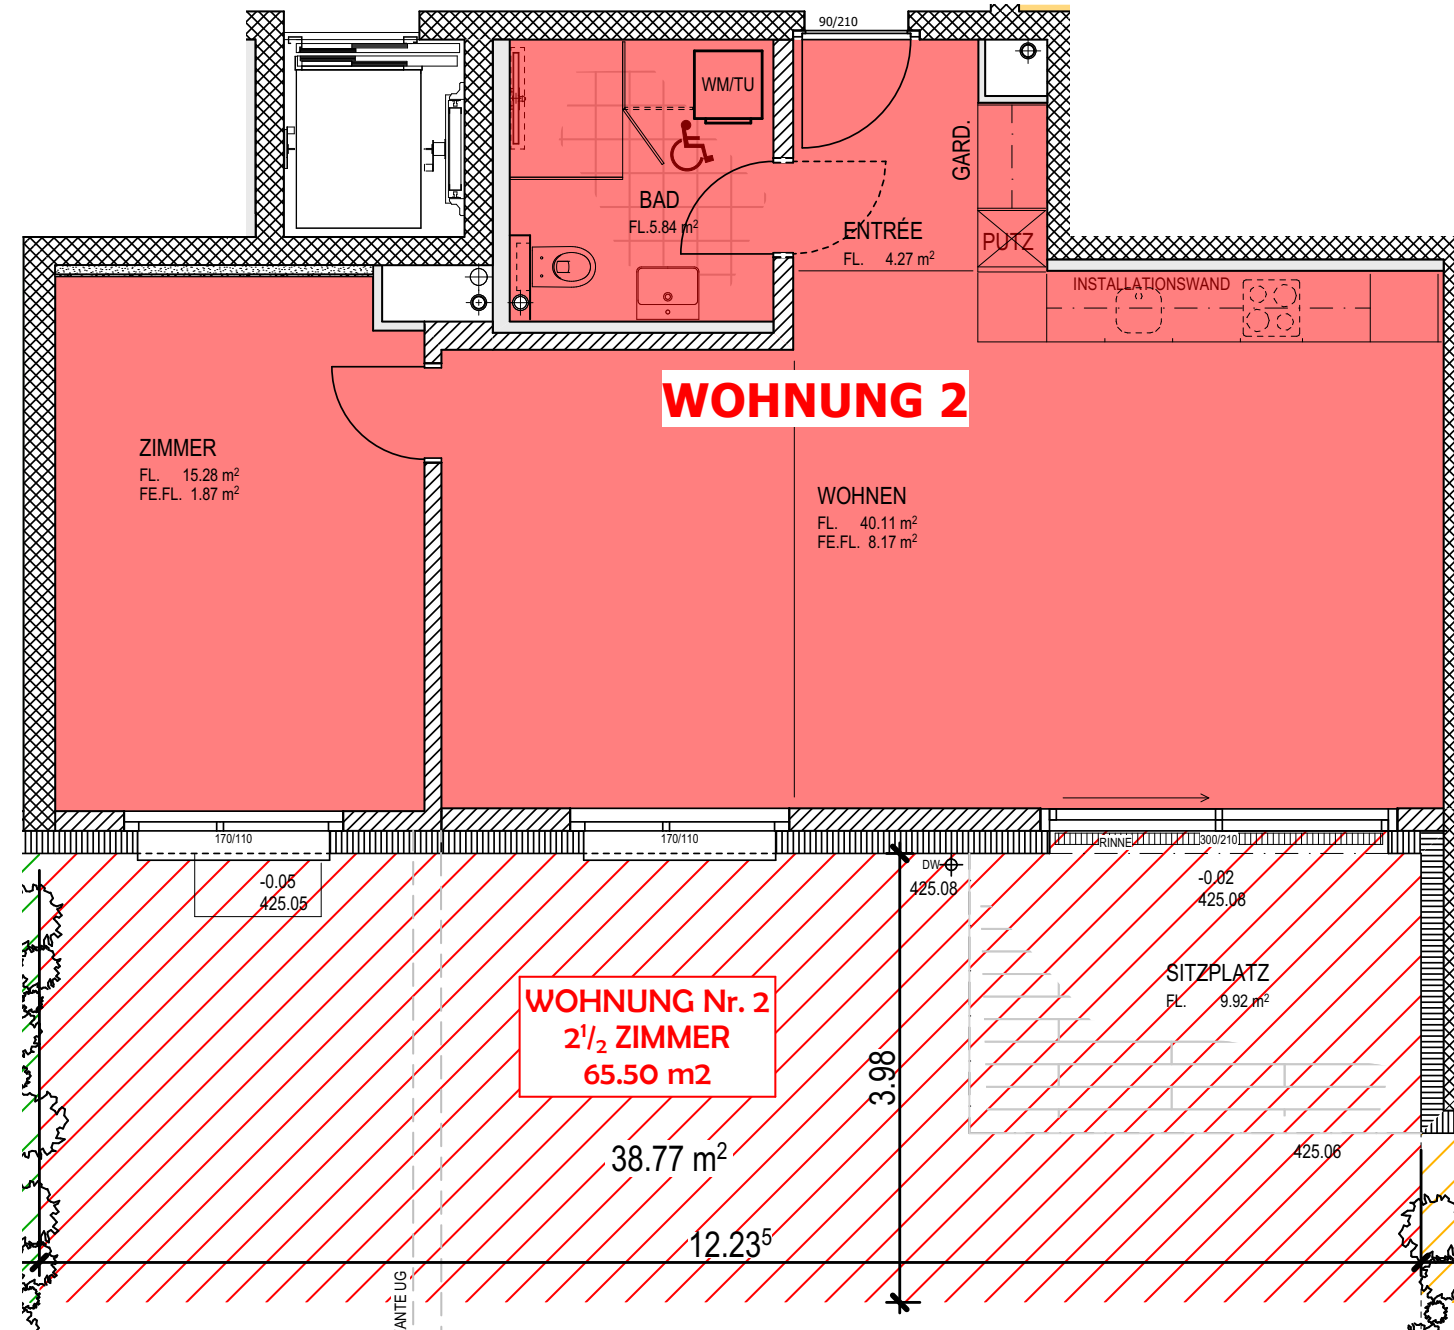 90/210
WM/TU
GARD.
BAD
FL.5.84 m²
ENTRÉE
FL. 4.27 m²
PUTZ
INSTALLATIONSWAND
WOHNUNG 2
ZIMMER
FL. 15.28 m²
FE.FL. 1.87 m²
WOHNEN
FL. 40.11 m²
FE.FL. 8.17 m²
170/110
170/110
RINNE
300/210
DW
425.08
-0.05
425.05
-0.02
425.08
SITZPLATZ
FL. 9.92 m²
WOHNUNG Nr. 2
2¹/₂ ZIMMER
65.50 m2
3.98
38.77 m²
425.06
12.23⁵
ANTE UG